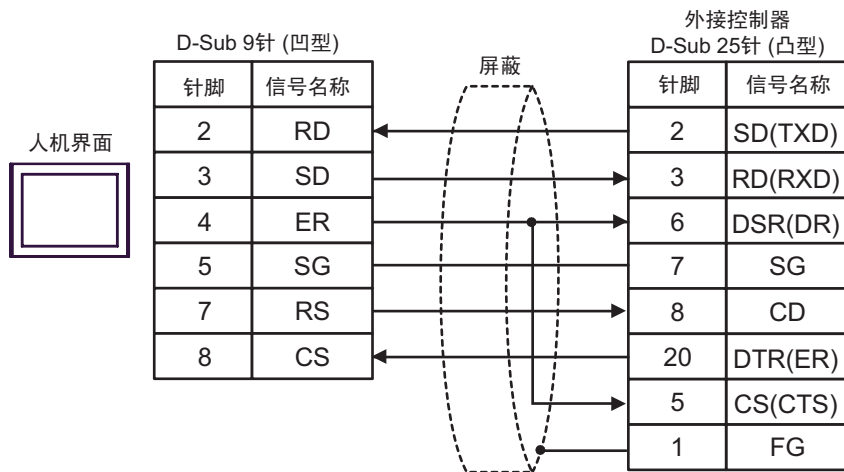 外接控制器
D-Sub 9针 (凹型)
D-Sub 25针 (凸型)
屏蔽
针脚 信号名称
针脚 信号名称
人机界面
2 RD
2 SD(TXD)
3 SD
3 RD(RXD)
4 ER
6 DSR(DR)
5 SG
7 SG
7 RS
8 CD
8 CS
20 DTR(ER)
5 CS(CTS)
1 FG